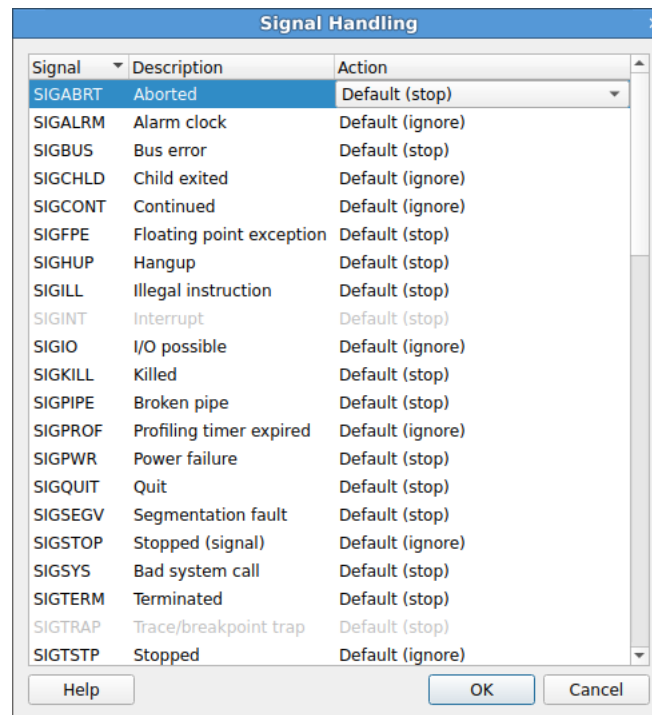 Signal Handling
Signal Description Action
SIGABRT Aborted Default (stop)
SIGALRM Alarm clock Default (ignore)
SIGBUS Bus error Default (stop)
SIGCHLD Child exited Default (ignore)
SIGCONT Continued Default (ignore)
SIGFPE Floating point exception Default (stop)
SIGHUP Hangup Default (stop)
SIGILL Illegal instruction Default (stop)
SIGINT Interrupt Default (stop)
SIGIO I/O possible Default (ignore)
SIGKILL Killed Default (stop)
SIGPIPE Broken pipe Default (stop)
SIGPROF Profiling timer expired Default (ignore)
SIGPWR Power failure Default (stop)
SIGQUIT Quit Default (stop)
SIGSEGV Segmentation fault Default (stop)
SIGSTOP Stopped (signal) Default (ignore)
SIGSYS Bad system call Default (stop)
SIGTERM Terminated Default (stop)
SIGTRAP Trace/breakpoint trap Default (stop)
SIGTSTP Stopped Default (ignore)
Help OK Cancel